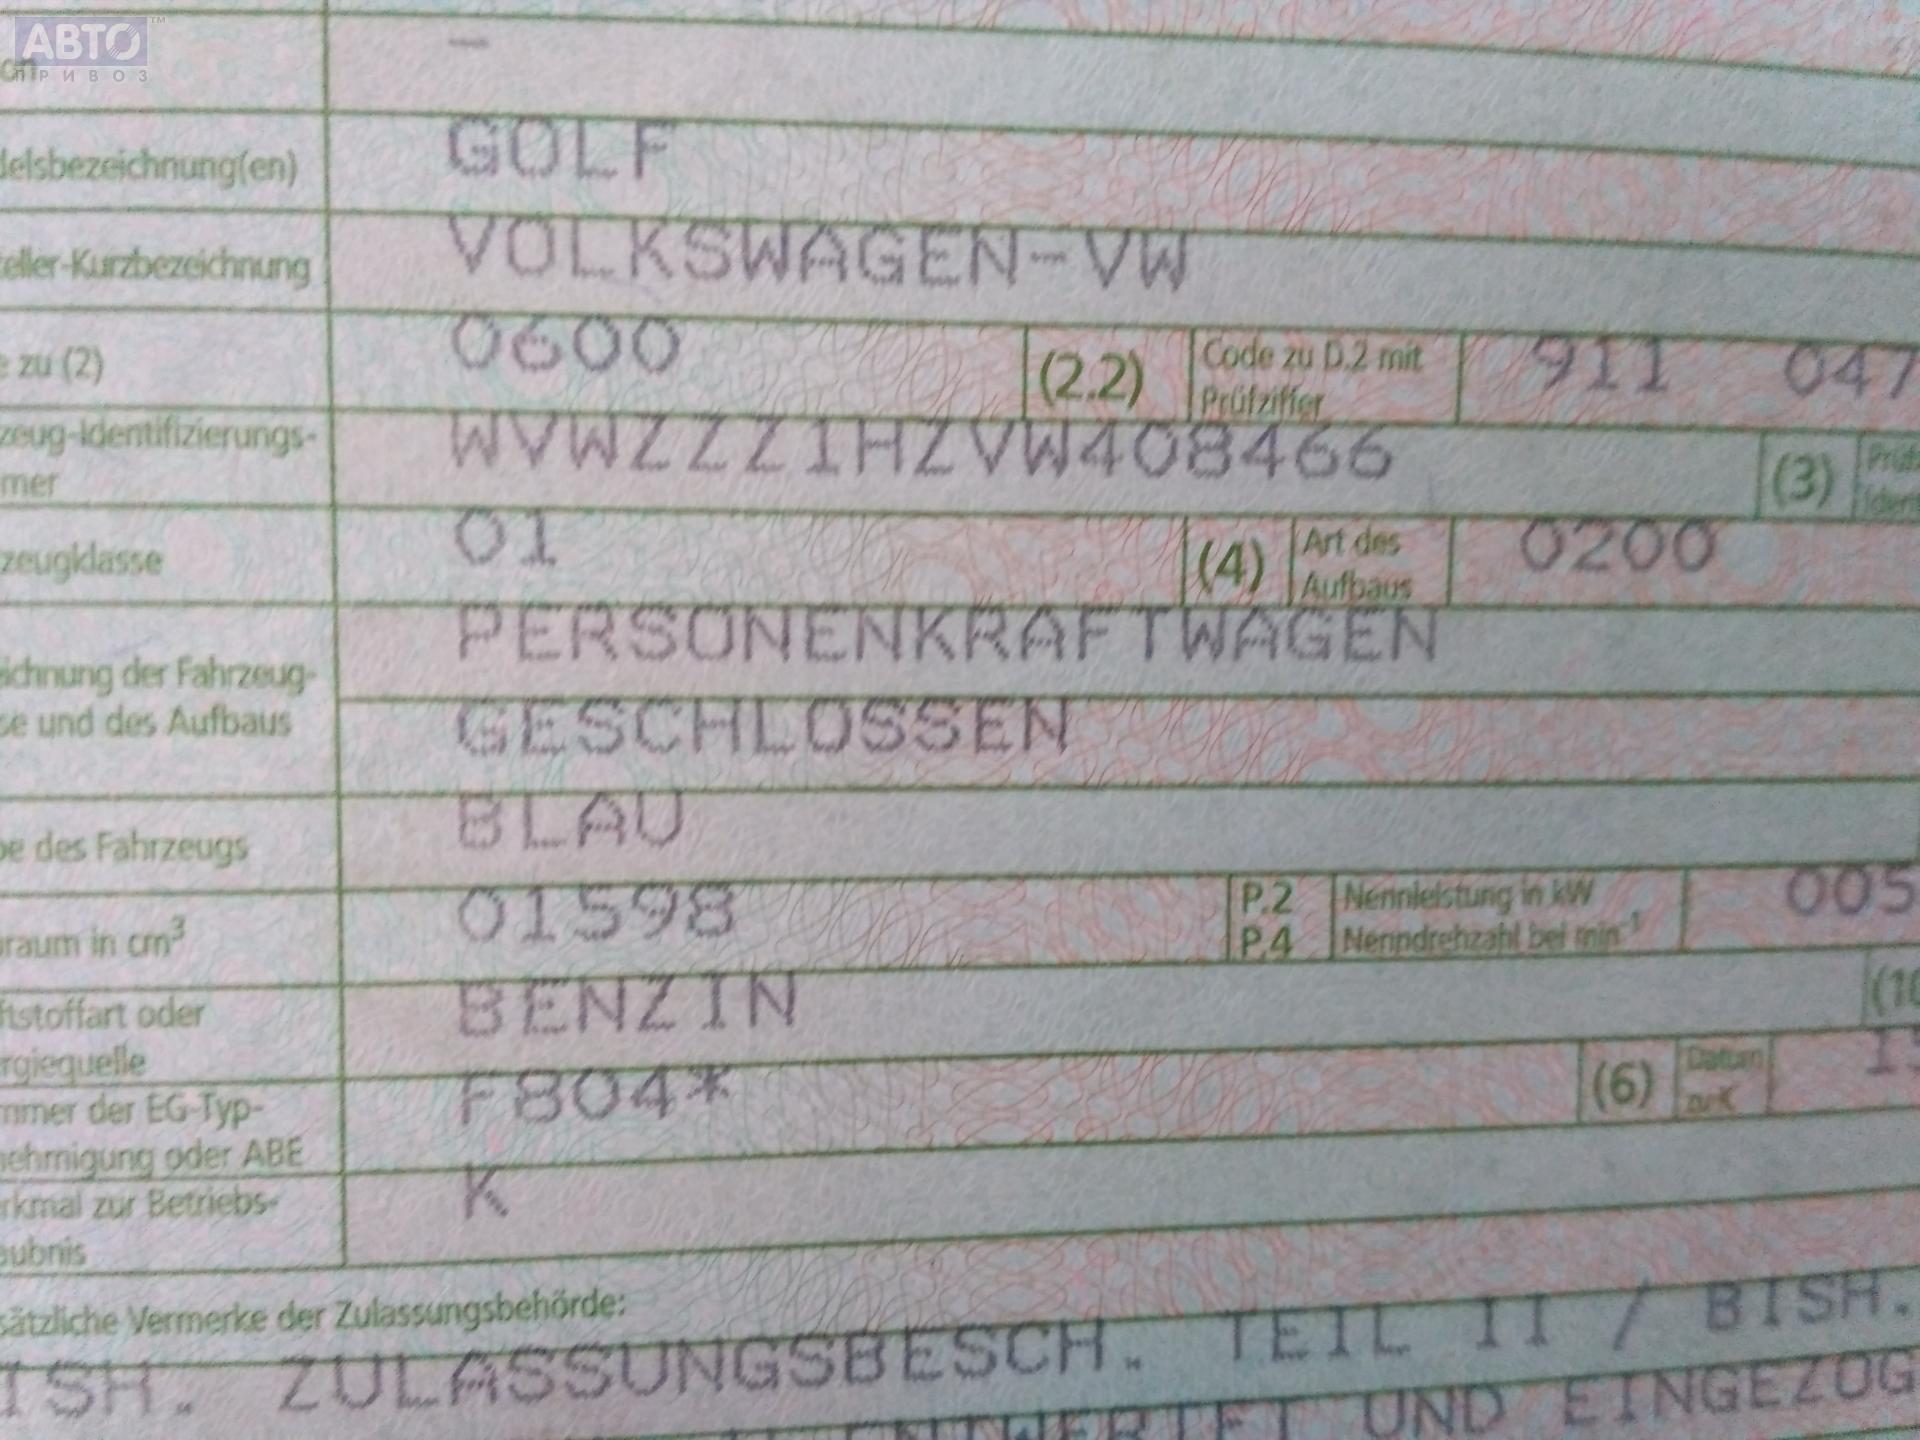 АВТО™
ПРИВОЗ
–
delsbezeichnung(en) GOLF
teller-Kurzbezeichnung VOLKSWAGEN-VW
e zu (2) 0600 (2.2) Code zu D.2 mit Prüfziffer 911 047
zeug-Identifizierungs-
mer WVWZZZ1HZVW408466 (3)
zeugklasse 01 (4) Art des Aufbaus 0200
ichnung der Fahrzeug- PERSONENKRAFTWAGEN
se und des Aufbaus GESCHLOSSEN
be des Fahrzeugs BLAU
raum in cm³ 01598 P.2 Nennleistung in kW 005
P.4 Nenndrehzahl bei min⁻¹
ftstoffart oder BENZIN (10
rgiequelle
mmer der EG-Typ- F804* (6) Datum zu K
nehmigung oder ABE
rkmal zur Betriebs- K
aubnis
sätzliche Vermerke der Zulassungsbehörde:
ISH. ZULASSUNGSBESCH. TEIL II / BISH.
ENTWERTET UND EINGEZOG